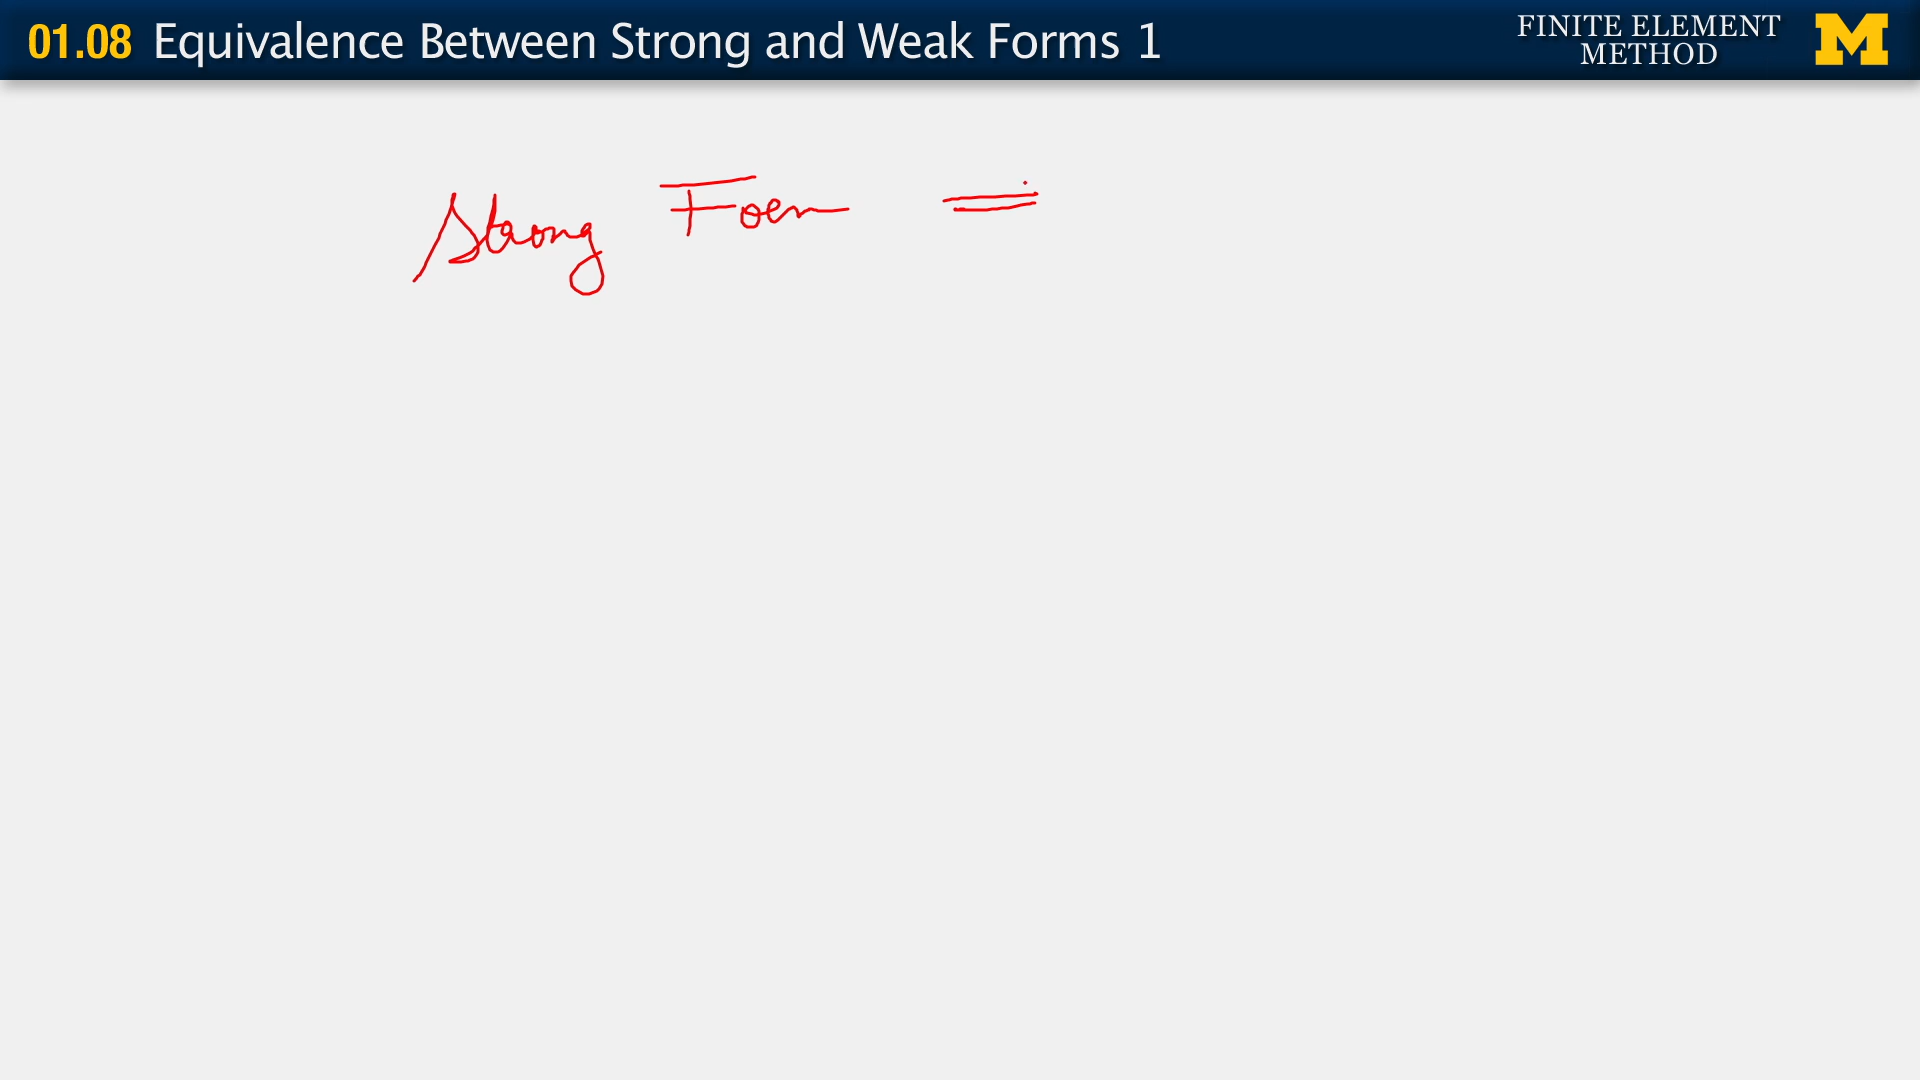 01.08 Equivalence Between Strong and Weak Forms 1
FINITE ELEMENT
METHOD
M
Strong Form =